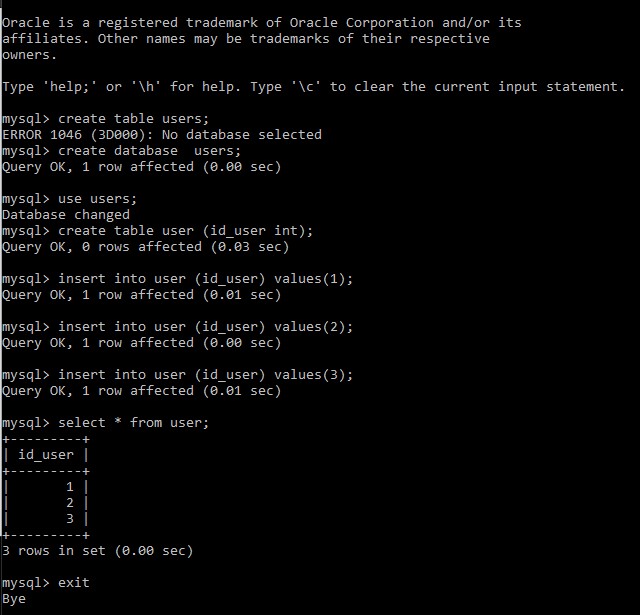 Oracle is a registered trademark of Oracle Corporation and/or its
affiliates. Other names may be trademarks of their respective
owners.
Type 'help;' or '\h' for help. Type '\c' to clear the current input statement.
mysql> create table users;
ERROR 1046 (3D000): No database selected
mysql> create database  users;
Query OK, 1 row affected (0.00 sec)
mysql> use users;
Database changed
mysql> create table user (id_user int);
Query OK, 0 rows affected (0.03 sec)
mysql> insert into user (id_user) values(1);
Query OK, 1 row affected (0.01 sec)
mysql> insert into user (id_user) values(2);
Query OK, 1 row affected (0.00 sec)
mysql> insert into user (id_user) values(3);
Query OK, 1 row affected (0.01 sec)
mysql> select * from user;
+---------+
| id_user |
+---------+
|       1 |
|       2 |
|       3 |
+---------+
3 rows in set (0.00 sec)
mysql> exit
Bye